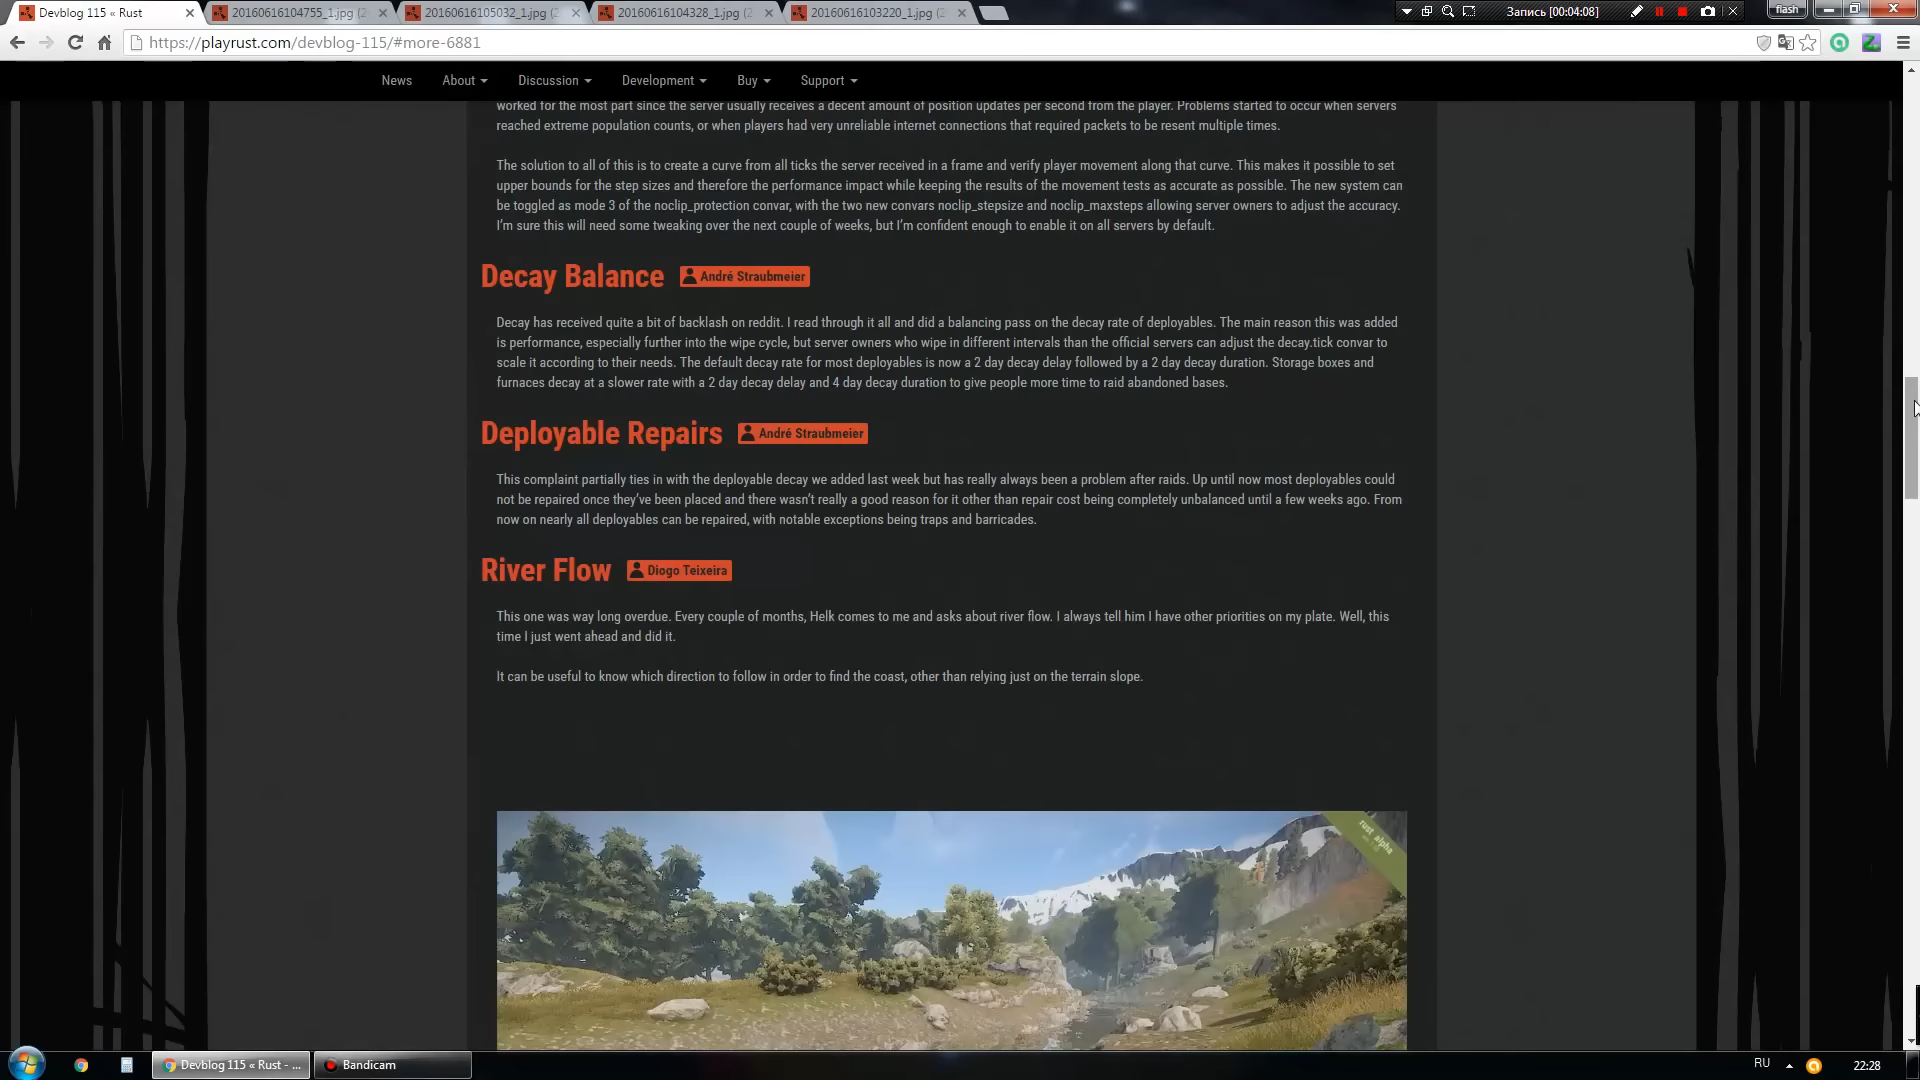 Devblog 115 « Rust
20160616104755_1.jpg (2
20160616105032_1.jpg (2
20160616104328_1.jpg (2
20160616103220_1.jpg (2
Запись [00:04:08]
flash
https://playrust.com/devblog-115/#more-6881
News
About
Discussion
Development
Buy
Support
worked for the most part since the server usually receives a decent amount of position updates per second from the player. Problems started to occur when servers
reached extreme population counts, or when players had very unreliable internet connections that required packets to be resent multiple times.
The solution to all of this is to create a curve from all ticks the server received in a frame and verify player movement along that curve. This makes it possible to set
upper bounds for the step sizes and therefore the performance impact while keeping the results of the movement tests as accurate as possible. The new system can
be toggled as mode 3 of the noclip_protection convar, with the two new convars noclip_stepsize and noclip_maxsteps allowing server owners to adjust the accuracy.
I'm sure this will need some tweaking over the next couple of weeks, but I'm confident enough to enable it on all servers by default.
Decay Balance
André Straubmeier
Decay has received quite a bit of backlash on reddit. I read through it all and did a balancing pass on the decay rate of deployables. The main reason this was added
is performance, especially further into the wipe cycle, but server owners who wipe in different intervals than the official servers can adjust the decay.tick convar to
scale it according to their needs. The default decay rate for most deployables is now a 2 day decay delay followed by a 2 day decay duration. Storage boxes and
furnaces decay at a slower rate with a 2 day decay delay and 4 day decay duration to give people more time to raid abandoned bases.
Deployable Repairs
André Straubmeier
This complaint partially ties in with the deployable decay we added last week but has really always been a problem after raids. Up until now most deployables could
not be repaired once they've been placed and there wasn't really a good reason for it other than repair cost being completely unbalanced until a few weeks ago. From
now on nearly all deployables can be repaired, with notable exceptions being traps and barricades.
River Flow
Diogo Teixeira
This one was way long overdue. Every couple of months, Helk comes to me and asks about river flow. I always tell him I have other priorities on my plate. Well, this
time I just went ahead and did it.
It can be useful to know which direction to follow in order to find the coast, other than relying just on the terrain slope.
rust alpha
Devblog 115 « Rust - ...
Bandicam
RU
22:28